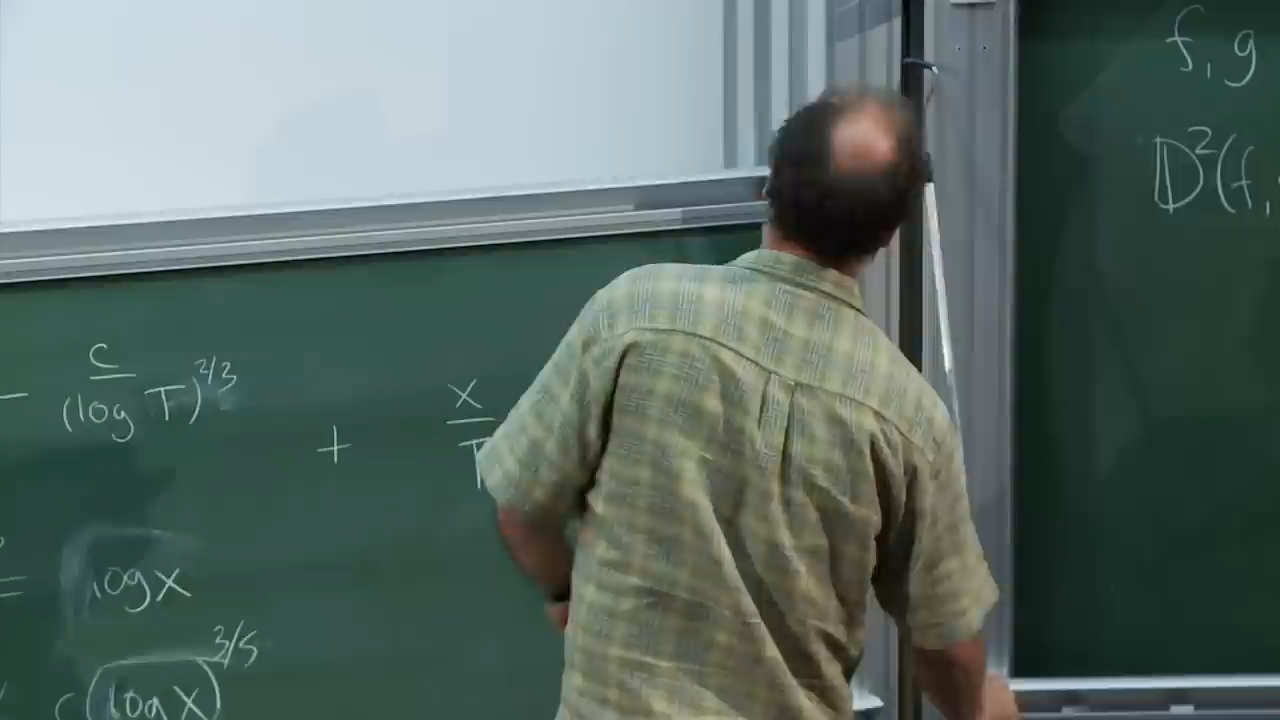 f, g
𝔻²(f,
- c/(log T)^{2/3} + x/T
= log x
c (log x)^{3/5}